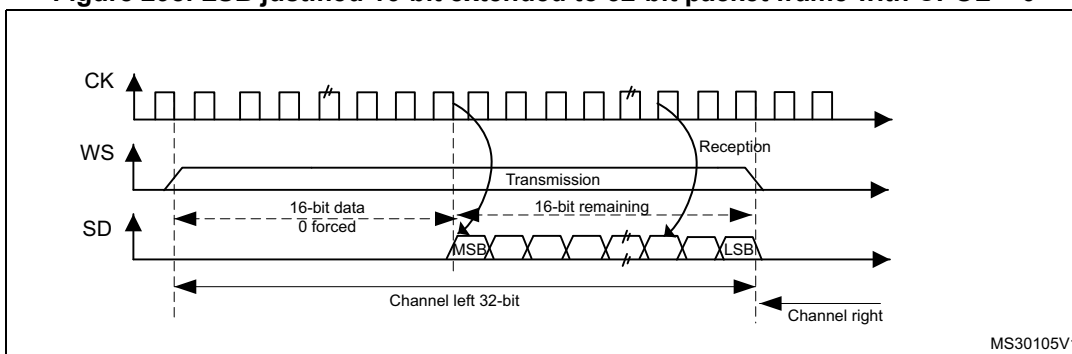 CK
Reception
WS
Transmission
16-bit data
0 forced
16-bit remaining
SD
MSB
LSB
Channel left 32-bit
Channel right